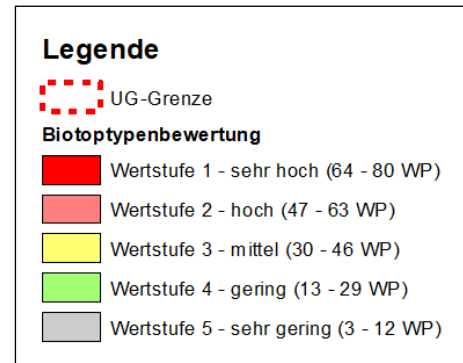 Legende
UG-Grenze
Biotoptypenbewertung
Wertstufe 1 - sehr hoch (64 - 80 WP)
Wertstufe 2 - hoch (47 - 63 WP)
Wertstufe 3 - mittel (30 - 46 WP)
Wertstufe 4 - gering (13 - 29 WP)
Wertstufe 5 - sehr gering (3 - 12 WP)